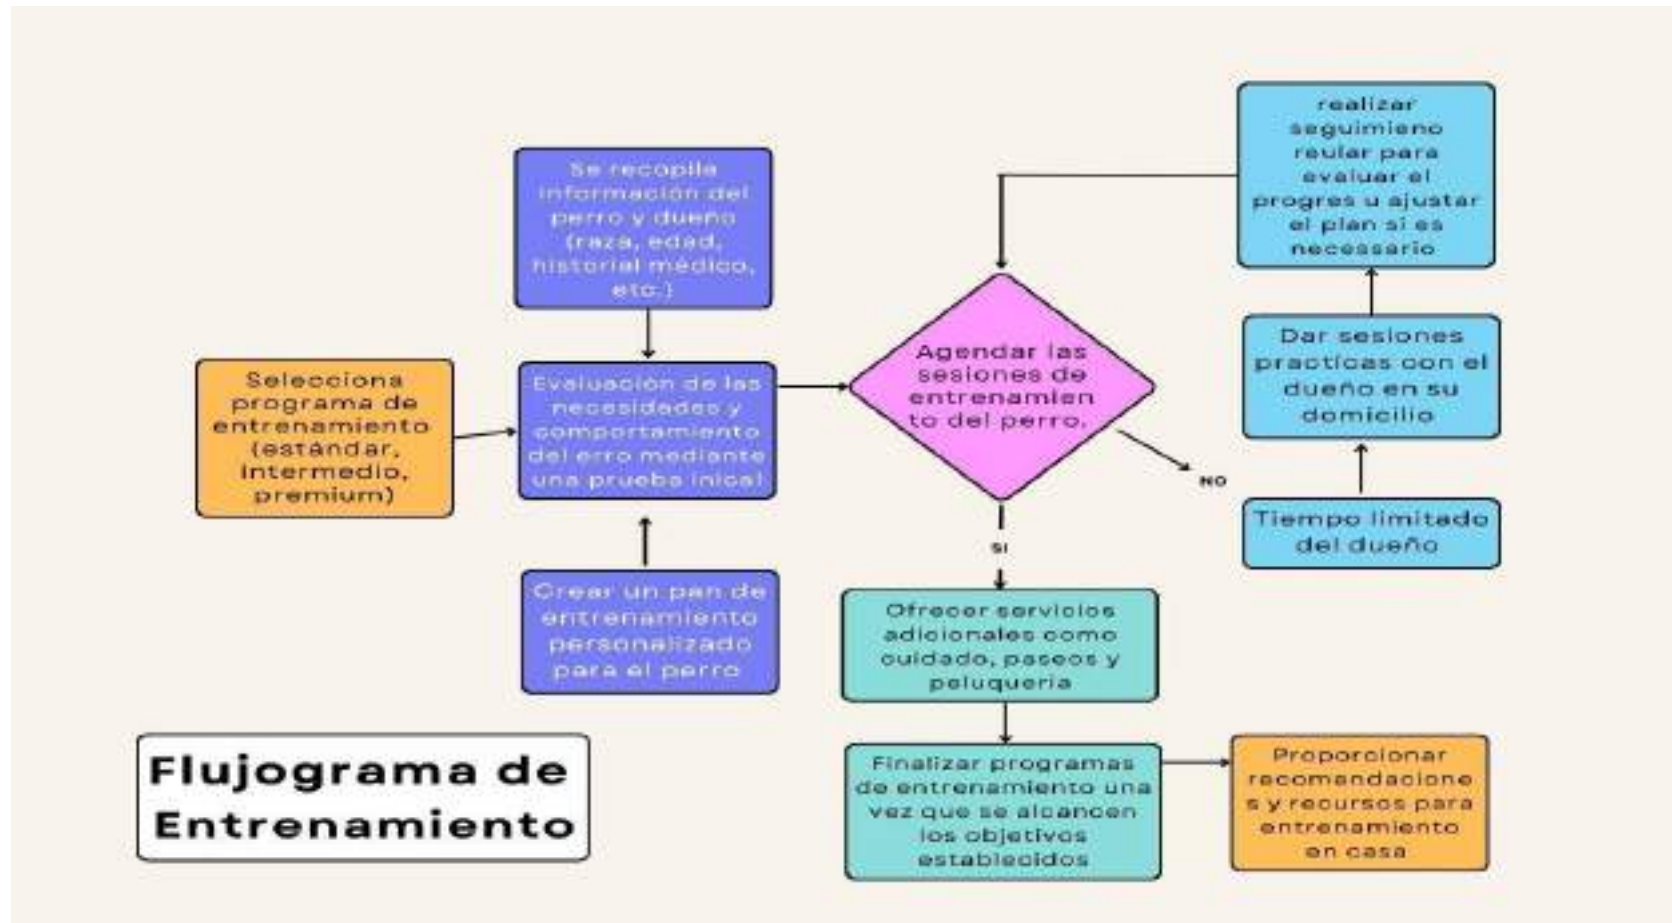 Selecciona
programa de
entrenamiento
(estándar,
intermedio,
premium)
Se recopila
información del
perro y dueño
(raza, edad,
historial médico,
etc.)
Evaluación de las
necesidades y
comportamiento
del erro mediante
una prueba inical
Crear un pan de
entrenamiento
personalizado
para el perro
Agendar las
sesiones de
entrenamien
to del perro.
NO
SI
Tiempo limitado
del dueño
Dar sesiones
practicas con el
dueño en su
domicilio
realizar
seguimieno
reular para
evaluar el
progres u ajustar
el plan si es
necessario
Ofrecer servicios
adicionales como
cuidado, paseos y
peluqueria
Finalizar programas
de entrenamiento una
vez que se alcancen
los objetivos
establecidos
Proporcionar
recomendacione
s y recursos para
entrenamiento
en casa
Flujograma de
Entrenamiento